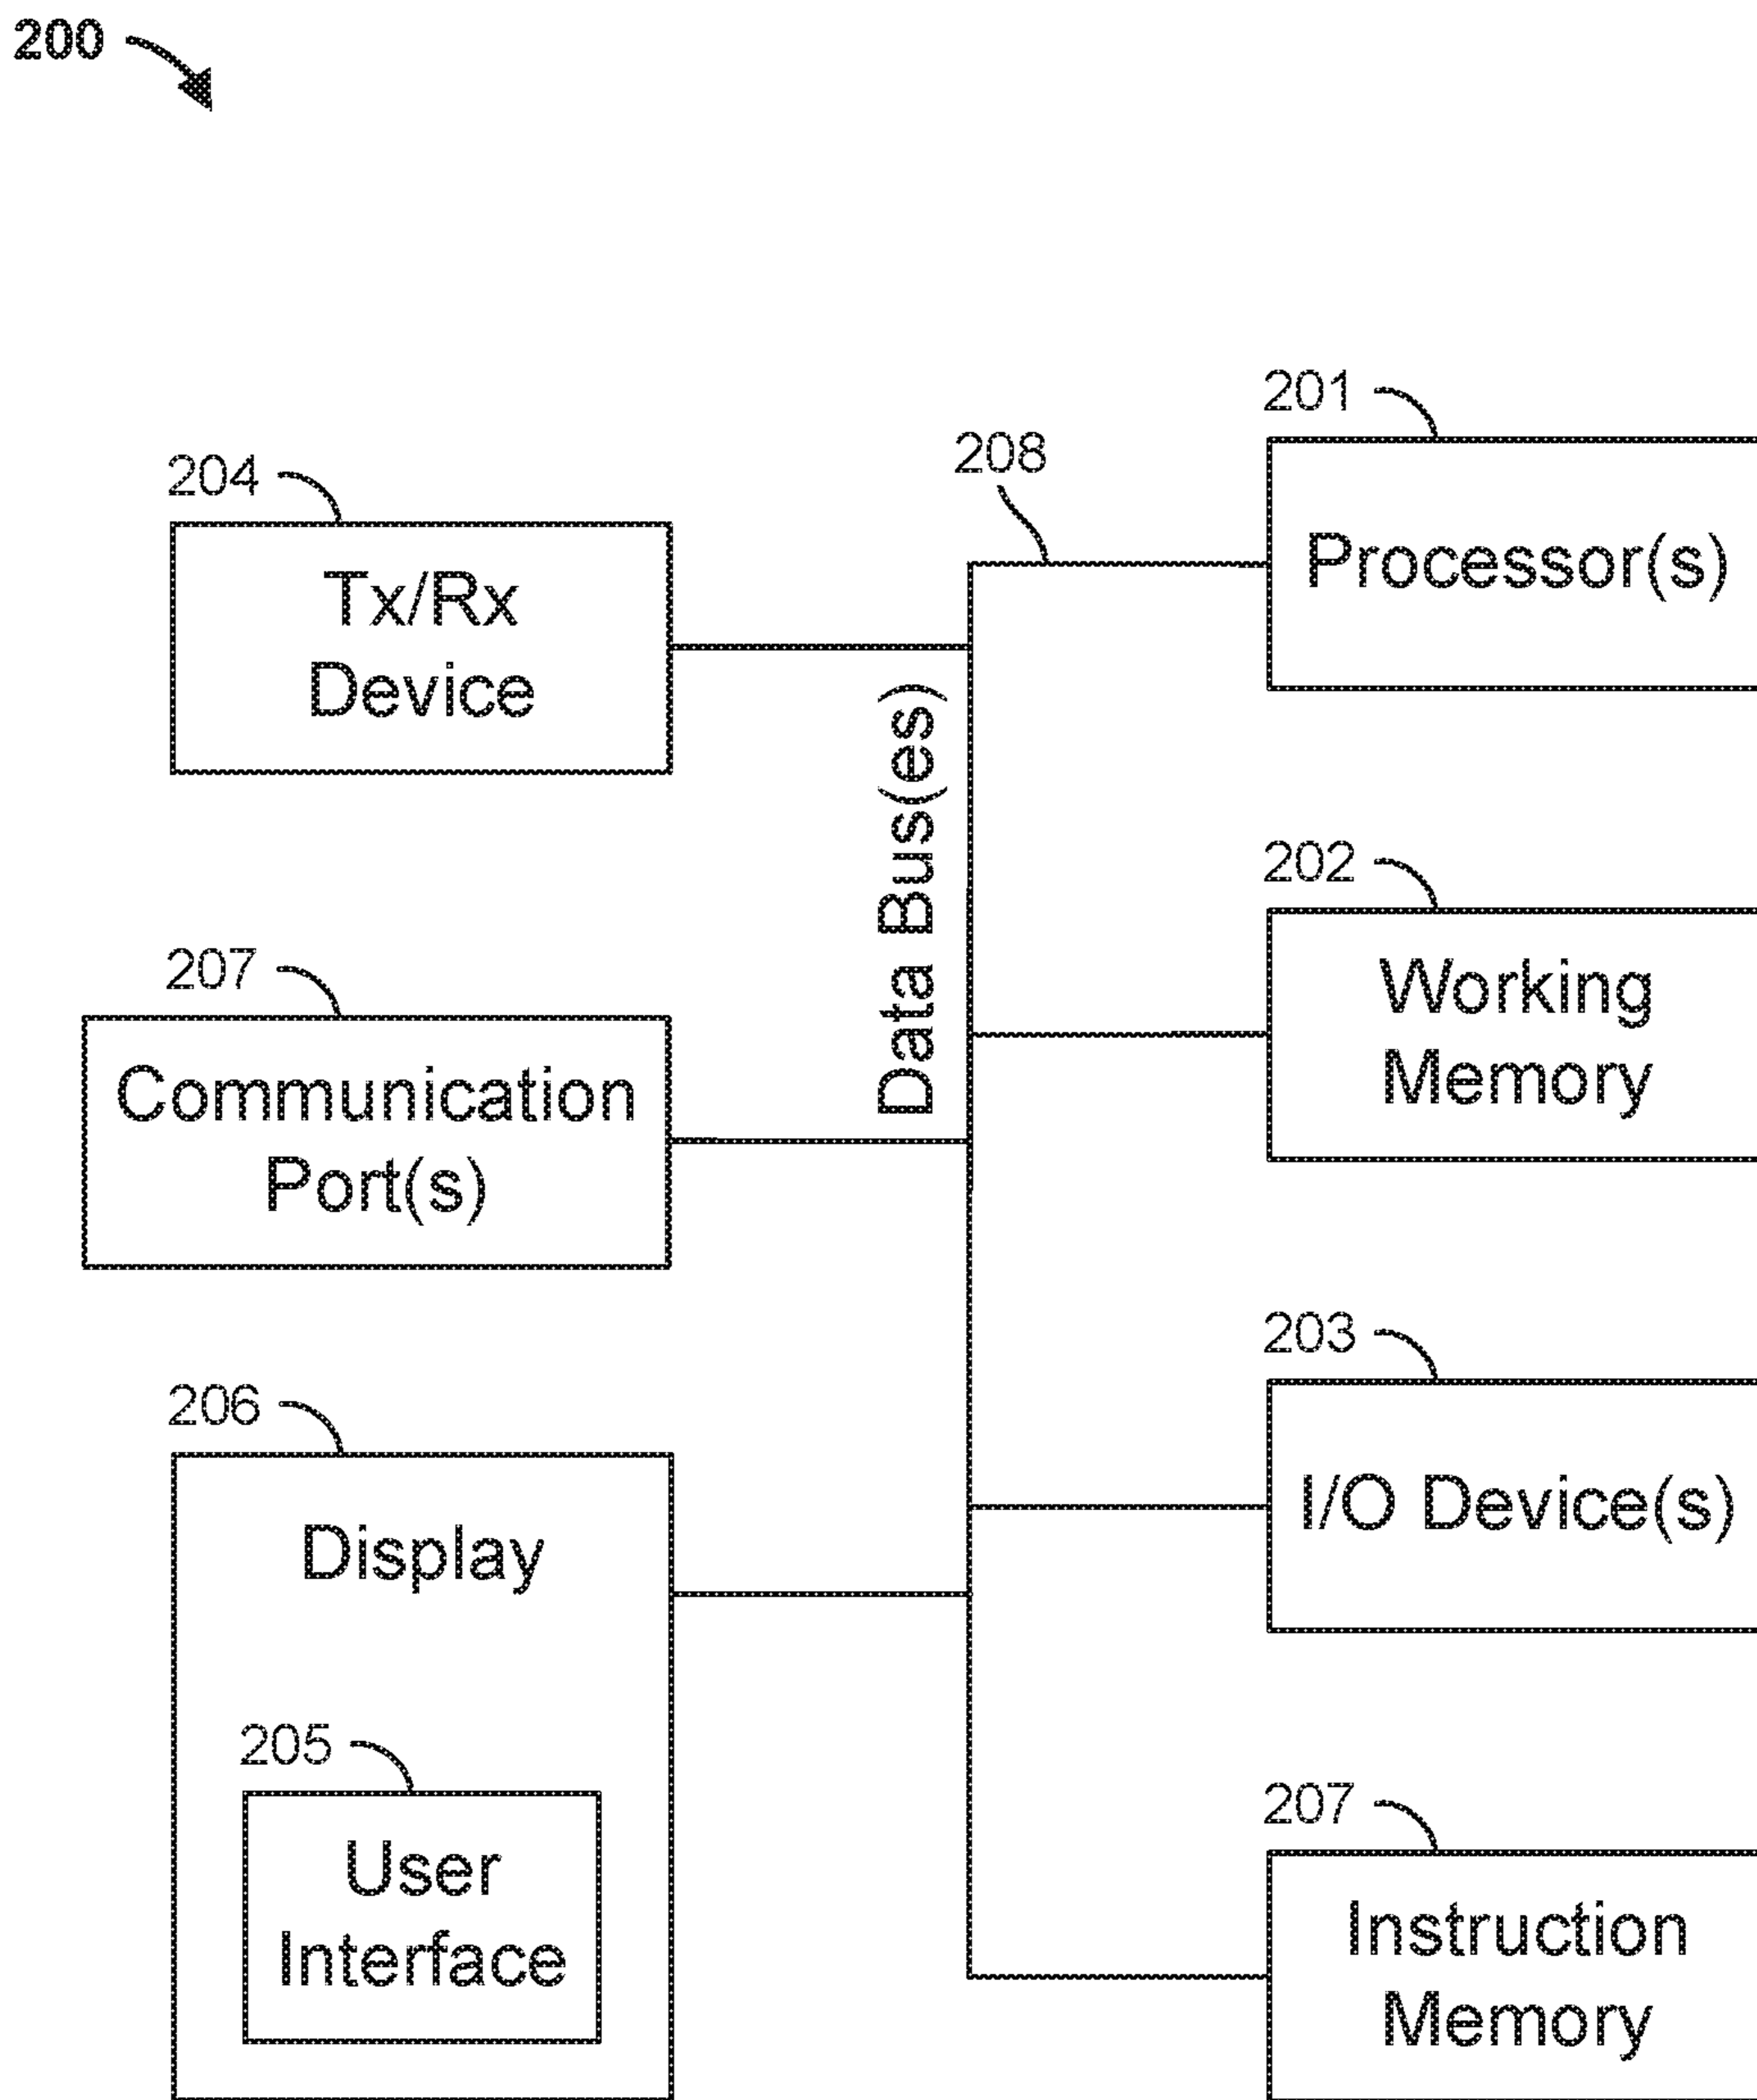 200
204
Tx/Rx
Device
207
Communication
Port(s)
206
Display
205
User
Interface
Data Bus(es)
208
201
Processor(s)
202
Working
Memory
203
I/O Device(s)
207
Instruction
Memory